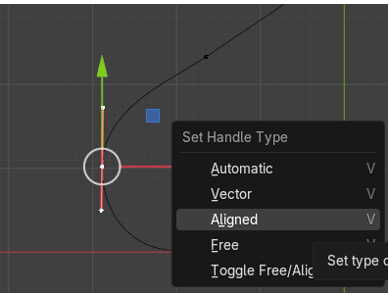 Set Handle Type
Automatic V
Vector V
Aligned V
Free V
Toggle Free/Alig
Set type o